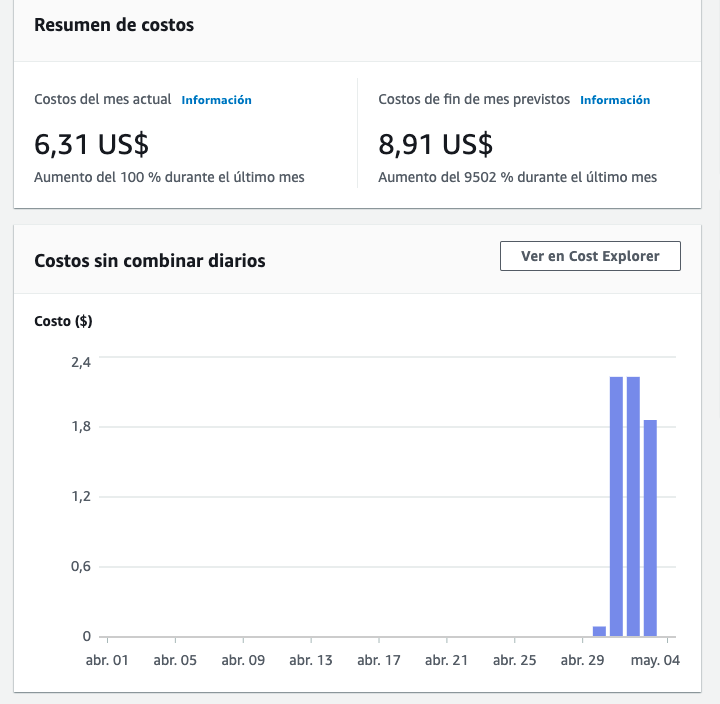 Resumen de costos
Costos del mes actual Información
6,31 US$
Aumento del 100 % durante el último mes
Costos de fin de mes previstos Información
8,91 US$
Aumento del 9502 % durante el último mes
Costos sin combinar diarios
Ver en Cost Explorer
Costo ($)
2,4
1,8
1,2
0,6
0
abr. 01 abr. 05 abr. 09 abr. 13 abr. 17 abr. 21 abr. 25 abr. 29 may. 04